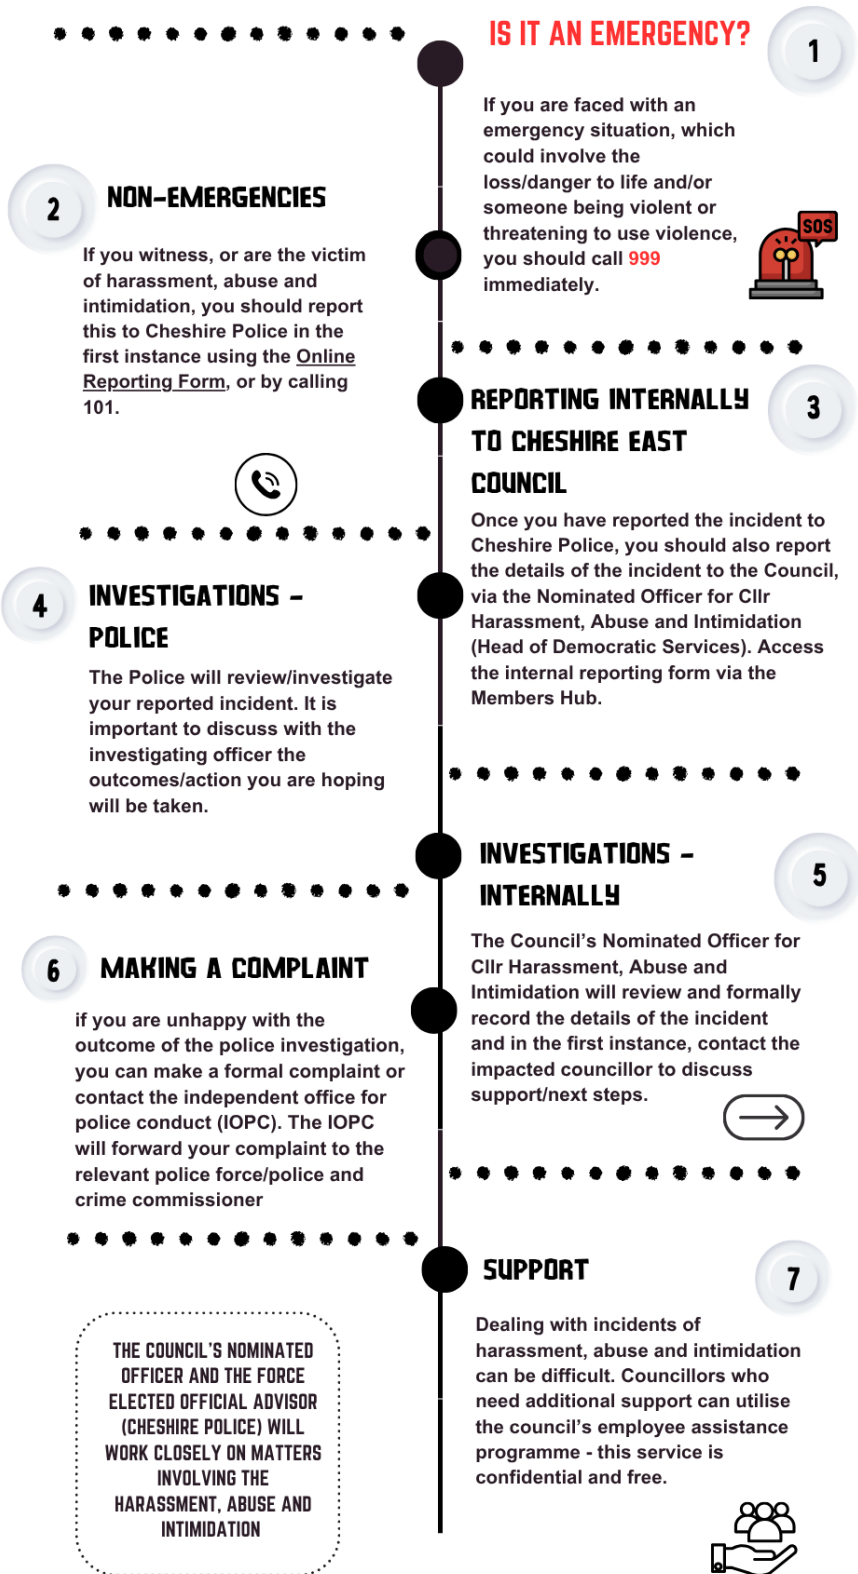 IS IT AN EMERGENCY?
1
If you are faced with an
emergency situation, which
could involve the
loss/danger to life and/or
someone being violent or
threatening to use violence,
you should call 999
immediately.
SOS
2
NON-EMERGENCIES
If you witness, or are the victim
of harassment, abuse and
intimidation, you should report
this to Cheshire Police in the
first instance using the Online
Reporting Form, or by calling
101.
3
REPORTING INTERNALLY
TO CHESHIRE EAST
COUNCIL
Once you have reported the incident to
Cheshire Police, you should also report
the details of the incident to the Council,
via the Nominated Officer for Cllr
Harassment, Abuse and Intimidation
(Head of Democratic Services). Access
the internal reporting form via the
Members Hub.
4
INVESTIGATIONS -
POLICE
The Police will review/investigate
your reported incident. It is
important to discuss with the
investigating officer the
outcomes/action you are hoping
will be taken.
5
INVESTIGATIONS -
INTERNALLY
The Council's Nominated Officer for
Cllr Harassment, Abuse and
Intimidation will review and formally
record the details of the incident
and in the first instance, contact the
impacted councillor to discuss
support/next steps.
6
MAKING A COMPLAINT
if you are unhappy with the
outcome of the police investigation,
you can make a formal complaint or
contact the independent office for
police conduct (IOPC). The IOPC
will forward your complaint to the
relevant police force/police and
crime commissioner
7
SUPPORT
Dealing with incidents of
harassment, abuse and intimidation
can be difficult. Councillors who
need additional support can utilise
the council's employee assistance
programme - this service is
confidential and free.
THE COUNCIL'S NOMINATED
OFFICER AND THE FORCE
ELECTED OFFICIAL ADVISOR
(CHESHIRE POLICE) WILL
WORK CLOSELY ON MATTERS
INVOLVING THE
HARASSMENT, ABUSE AND
INTIMIDATION